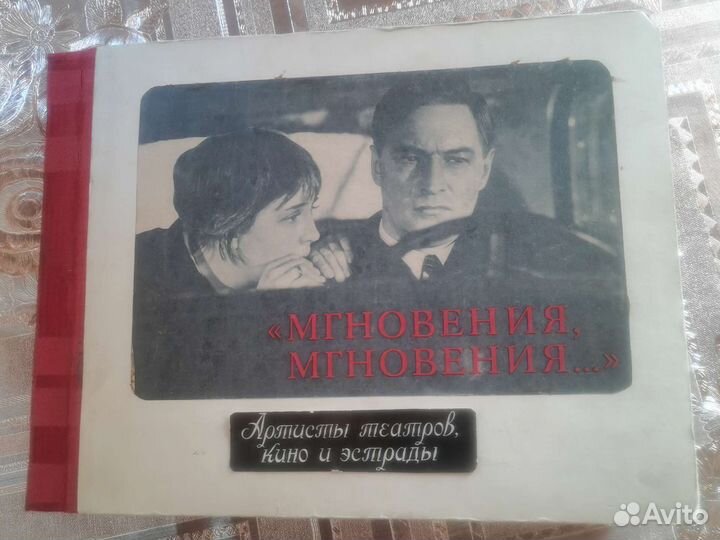 «МГНОВЕНИЯ,
МГНОВЕНИЯ...»
Артисты театров,
кино и эстрады
Avito